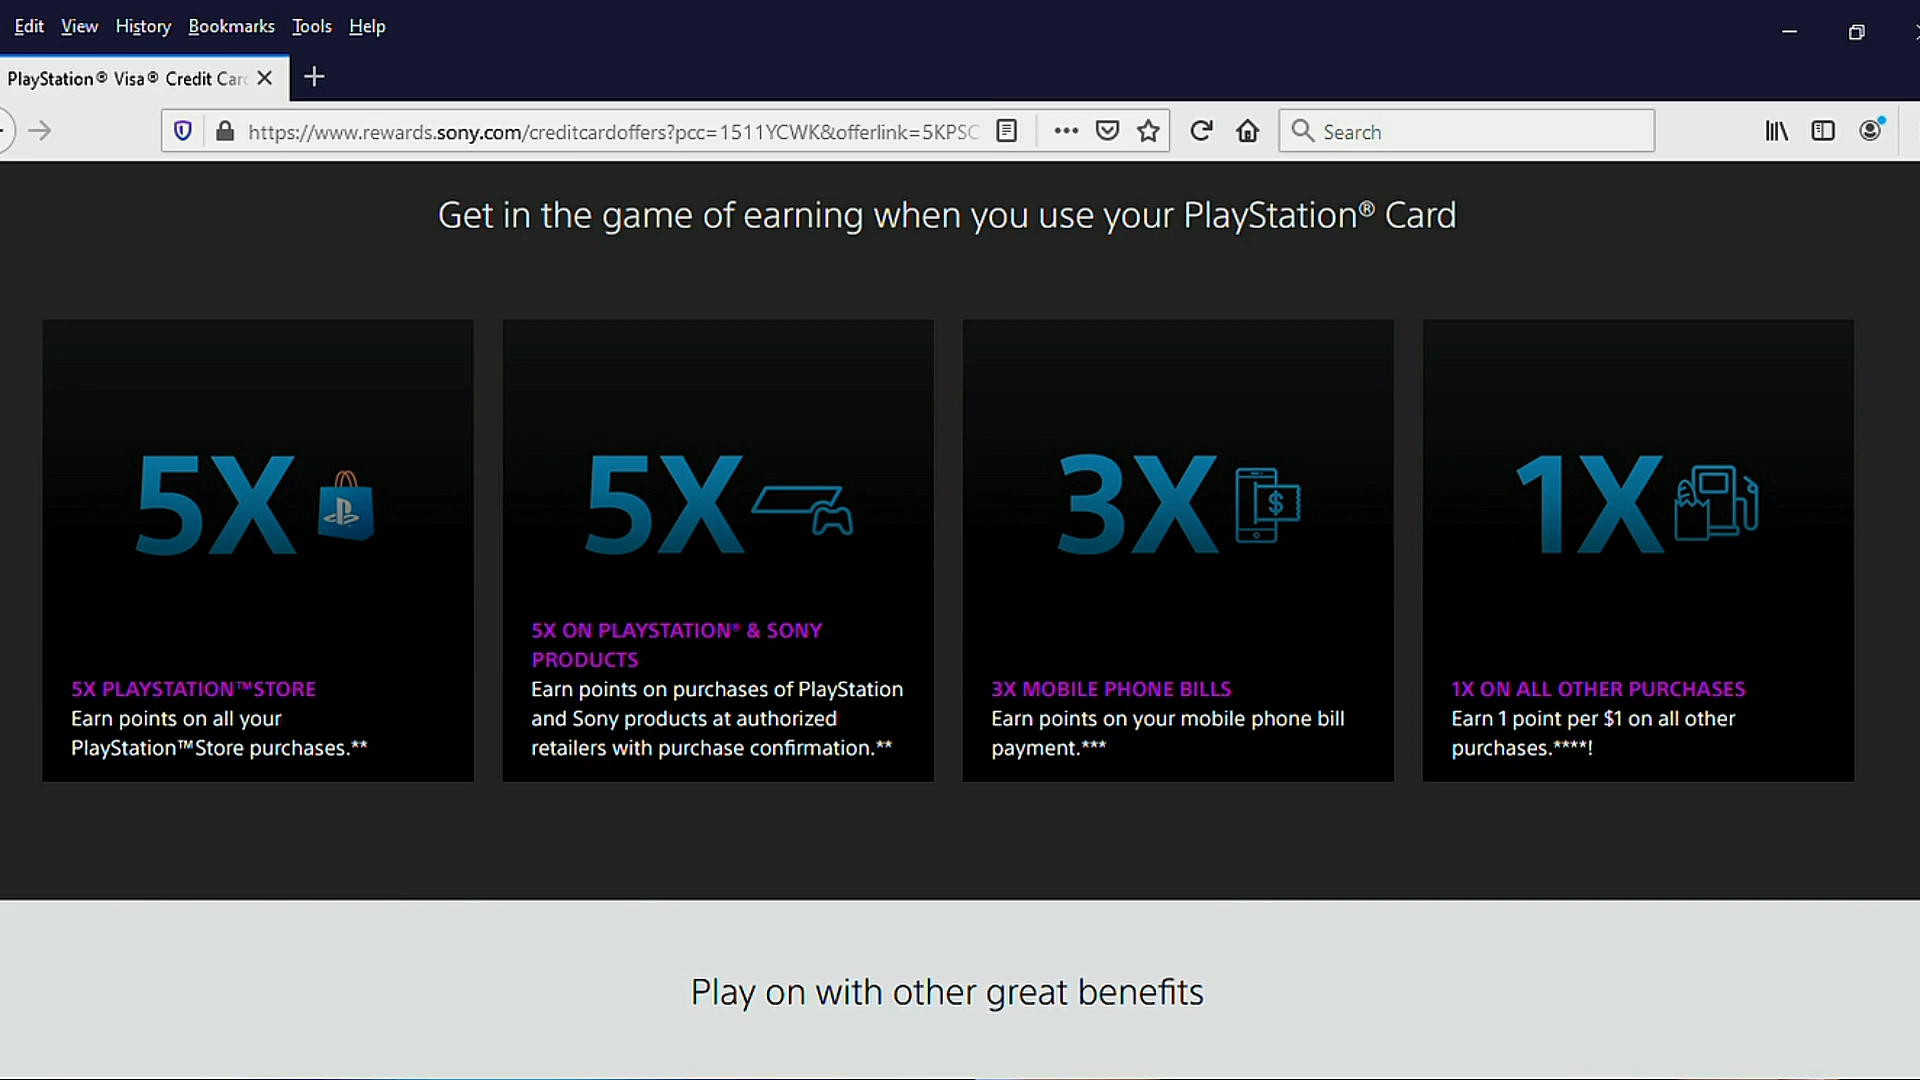 Edit View History Bookmarks Tools Help
PlayStation® Visa® Credit Car
https://www.rewards.sony.com/creditcardoffers?pcc=1511YCWK&offerlink=5KPSC
Search
Get in the game of earning when you use your PlayStation® Card
5X
5X
3X
$
1X
5X PLAYSTATION™STORE
Earn points on all your
PlayStation™Store purchases.**
5X ON PLAYSTATION® & SONY
PRODUCTS
Earn points on purchases of PlayStation
and Sony products at authorized
retailers with purchase confirmation.**
3X MOBILE PHONE BILLS
Earn points on your mobile phone bill
payment.***
1X ON ALL OTHER PURCHASES
Earn 1 point per $1 on all other
purchases.****!
Play on with other great benefits